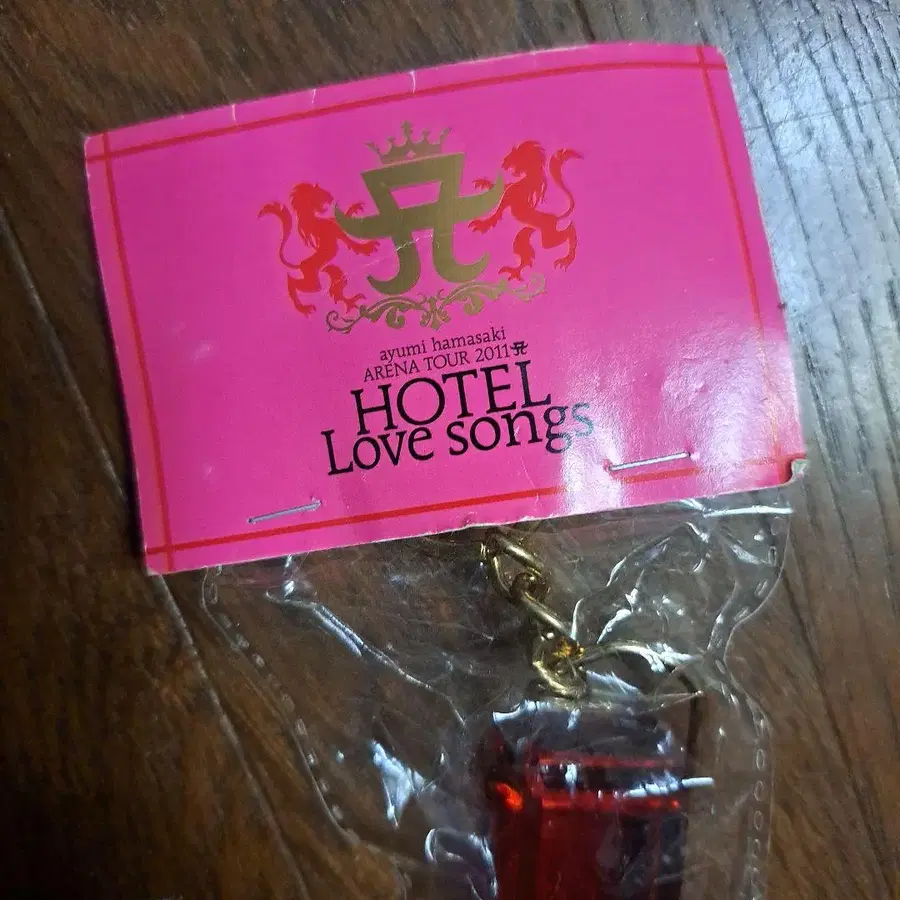 ayumi hamasaki
ARENA TOUR 2011 A
HOTEL
Love songs